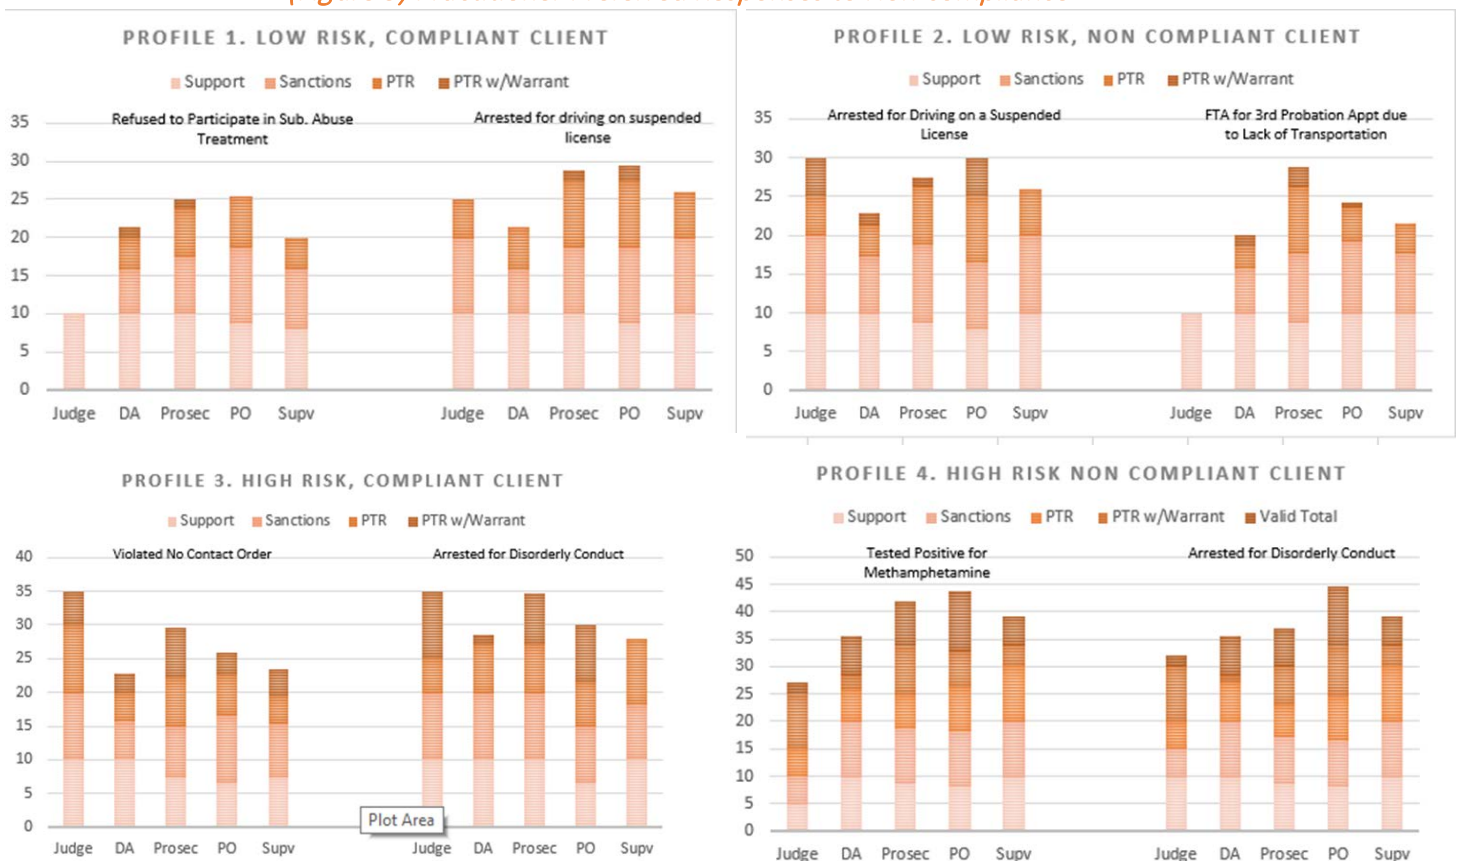 (Figure Preferred Responses to Non-compliance
PROFILE 1. LOW RISK, COMPLIANT CLIENT
Support Sanctions PTR PTR w/Warrant
Refused to Participate in Sub. Abuse
Treatment
Arrested for driving on suspended
license
35
30
25
20
15
10
5
0
Judge DA Prosec PO Supv Judge DA Prosec PO Supv
PROFILE 2. LOW RISK, NON COMPLIANT CLIENT
Support Sanctions PTR PTR w/Warrant
Arrested for Driving on a Suspended
License
FTA for 3rd Probation Appt due
to Lack of Transportation
35
30
25
20
15
10
5
0
Judge DA Prosec PO Supv Judge DA Prosec PO Supv
PROFILE 3. HIGH RISK, COMPLIANT CLIENT
Support Sanctions PTR PTR w/Warrant
Violated No Contact Order
Arrested for Disorderly Conduct
40
35
30
25
20
15
10
5
0
Plot Area
Judge DA Prosec PO Supv Judge DA Prosec PO Supv
PROFILE 4. HIGH RISK NON COMPLIANT CLIENT
Support Sanctions PTR PTR w/Warrant Valid Total
Tested Positive for
Methamphetamine
Arrested for Disorderly Conduct
50
45
40
35
30
25
20
15
10
5
0
Judge DA Prosec PO Supv Judge DA Prosec PO Supv